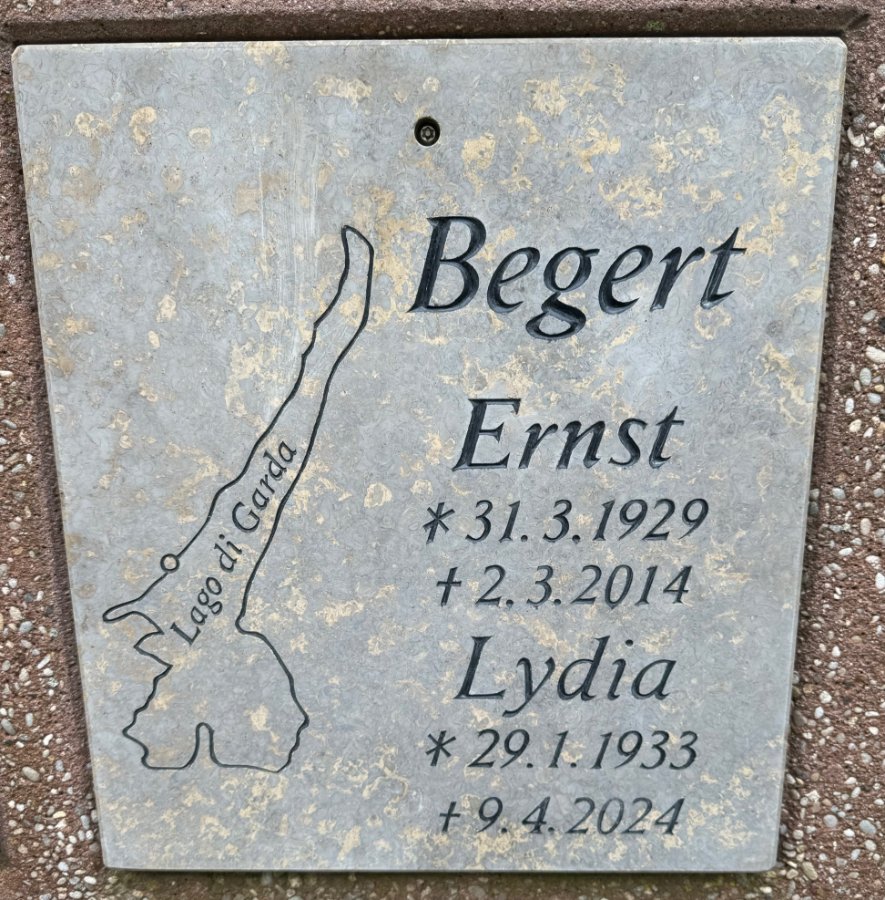 Begert
Ernst
* 31. 3. 1929
† 2. 3. 2014
Lydia
* 29. 1. 1933
† 9. 4. 2024
Lago di Garda